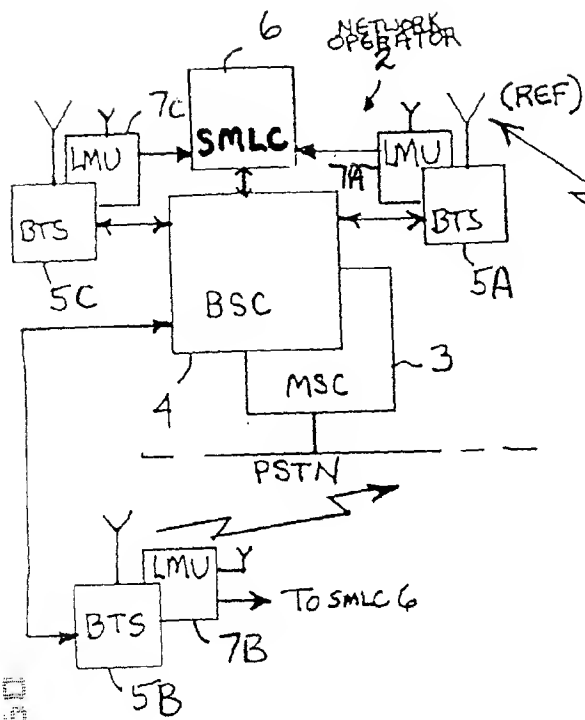 6
NETWORK
OPERATOR
2
(REF)
7C
LMU
SMLC
LMU
7A
BTS
BTS
5C
5A
BSC
4
MSC
3
PSTN
LMU
TO SMLC 6
BTS
7B
5B